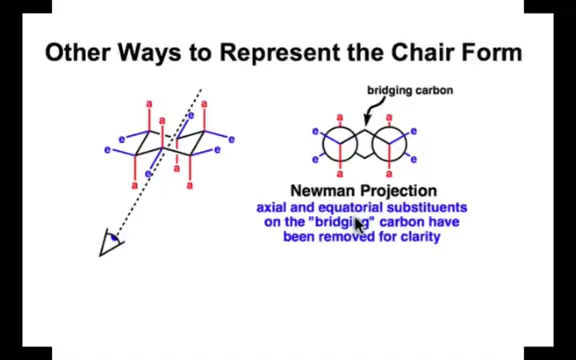 Other Ways to Represent the Chair Form
bridging carbon
a
a
a
e
e
e
e
e
e
a
a
a
a
a
e
e
e
e
a
a
Newman Projection
axial and equatorial substituents
on the "bridging" carbon have
been removed for clarity